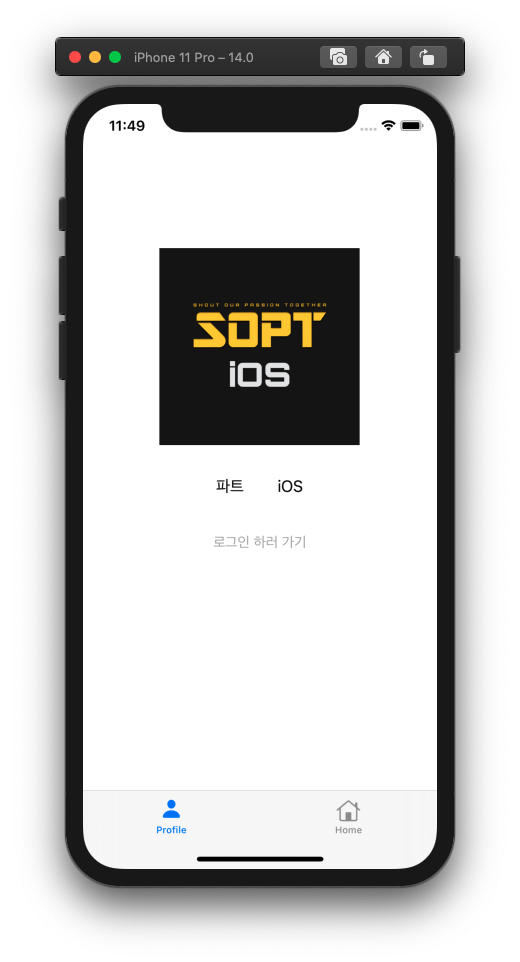 iPhone 11 Pro – 14.0
11:49
SHOUT OUR PASSION TOGETHER
SOPT
iOS
파트 iOS
로그인 하러 가기
Profile Home